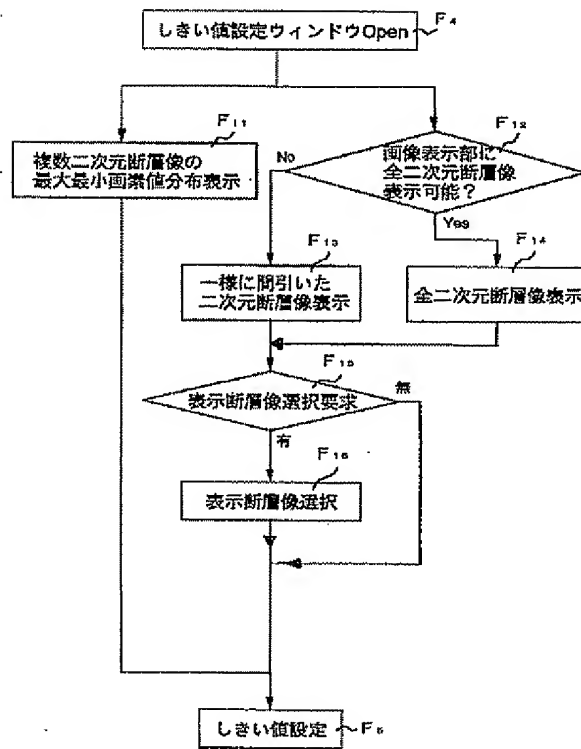 しきい値設定ウィンドウOpen
F4
F11
複数二次元断層像の
最大最小画素値分布表示
F12
画像表示部に
全二次元断層像
表示可能?
No
Yes
F13
一様に間引いた
二次元断層像表示
F14
全二次元断層像表示
F15
表示断層像選択要求
無
有
F16
表示断層像選択
しきい値設定
F5